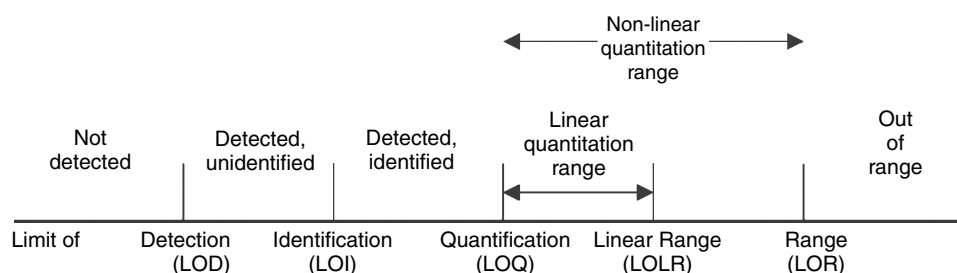 Non-linear
quantitation
range
Not
detected
Detected,
unidentified
Detected,
identified
Linear
quantitation
range
Out
of
range
Limit of
Detection
(LOD)
Identification
(LOI)
Quantification
(LOQ)
Linear Range
(LOLR)
Range
(LOR)